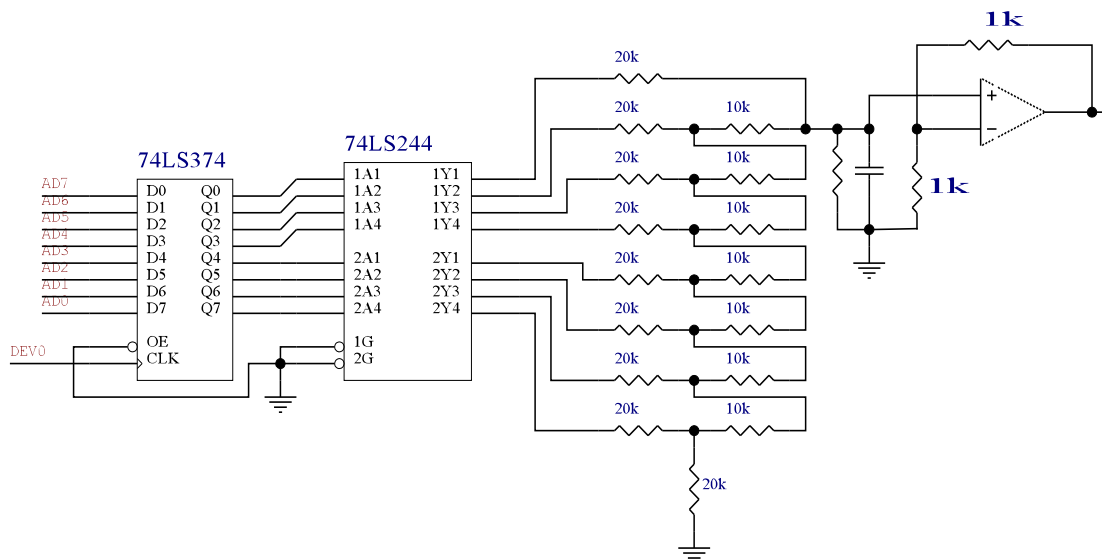 1k
20k
20k 10k
74LS244
74LS374
20k 10k
1k
AD7 D0 Q0 1A1 1Y1
AD6 D1 Q1 1A2 1Y2
AD5 D2 Q2 1A3 1Y3
AD4 D3 Q3 1A4 1Y4
20k 10k
AD3 D4 Q4 2A1 2Y1
AD2 D5 Q5 2A2 2Y2
20k 10k
AD1 D6 Q6 2A3 2Y3
AD0 D7 Q7 2A4 2Y4
20k 10k
OE 1G
DEV0 CLK 2G
20k 10k
20k 10k
20k
+
−